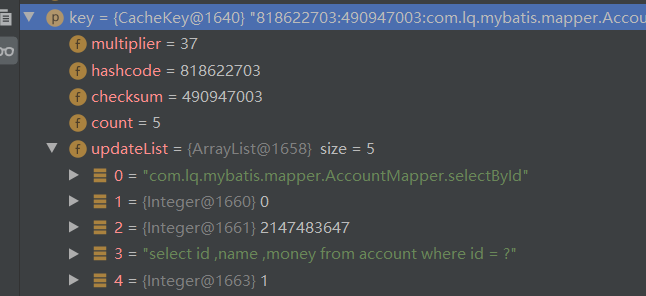 key = {CacheKey@1640} "818622703:490947003:com.lq.mybatis.mapper.Accou
multiplier = 37
hashcode = 818622703
checksum = 490947003
count = 5
updateList = {ArrayList@1658} size = 5
0 = "com.lq.mybatis.mapper.AccountMapper.selectById"
1 = {Integer@1660} 0
2 = {Integer@1661} 2147483647
3 = "select id ,name ,money from account where id = ?"
4 = {Integer@1663} 1